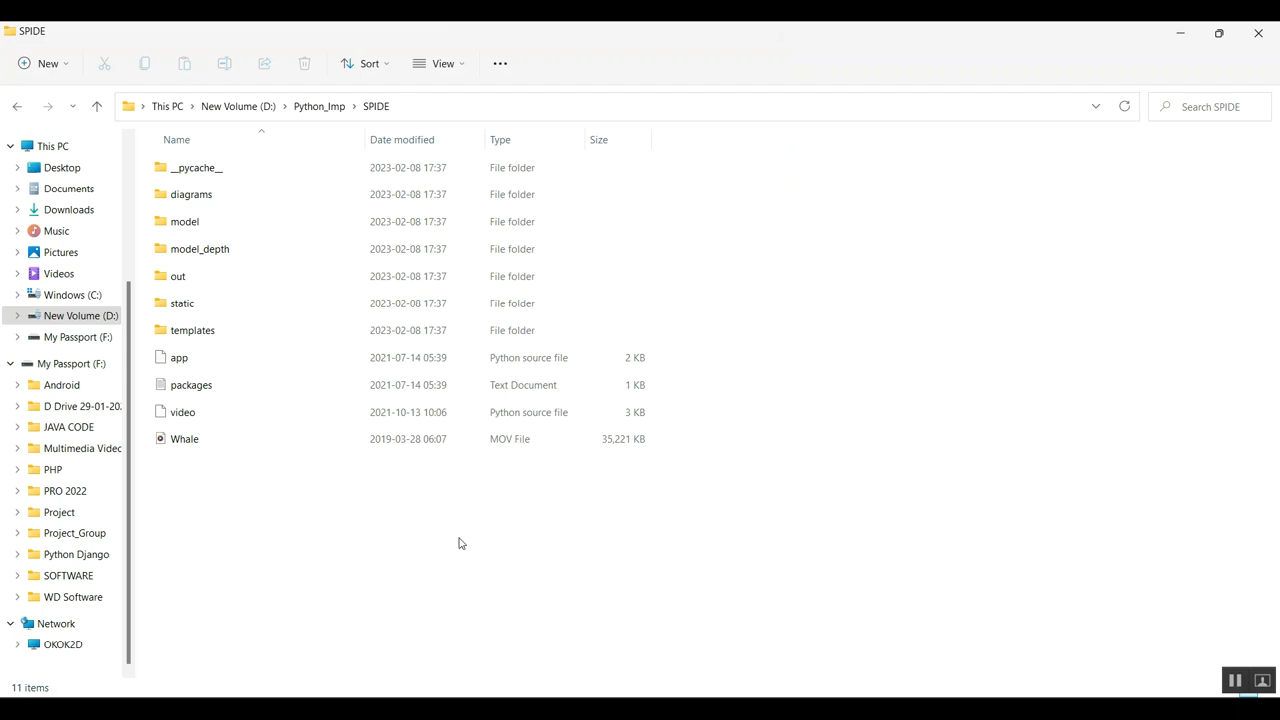 SPIDE
New
Sort
View
This PC > New Volume (D:) > Python_Imp > SPIDE
Search SPIDE
This PC
Desktop
Documents
Downloads
Music
Pictures
Videos
Windows (C:)
New Volume (D:)
My Passport (F:)
My Passport (F:)
Android
D Drive 29-01-202
JAVA CODE
Multimedia Videc
PHP
PRO 2022
Project
Project_Group
Python Django
SOFTWARE
WD Software
Network
OKOK2D
Name Date modified Type Size
__pycache__ 2023-02-08 17:37 File folder
diagrams 2023-02-08 17:37 File folder
model 2023-02-08 17:37 File folder
model_depth 2023-02-08 17:37 File folder
out 2023-02-08 17:37 File folder
static 2023-02-08 17:37 File folder
templates 2023-02-08 17:37 File folder
app 2021-07-14 05:39 Python source file 2 KB
packages 2021-07-14 05:39 Text Document 1 KB
video 2021-10-13 10:06 Python source file 3 KB
Whale 2019-03-28 06:07 MOV File 35,221 KB
11 items